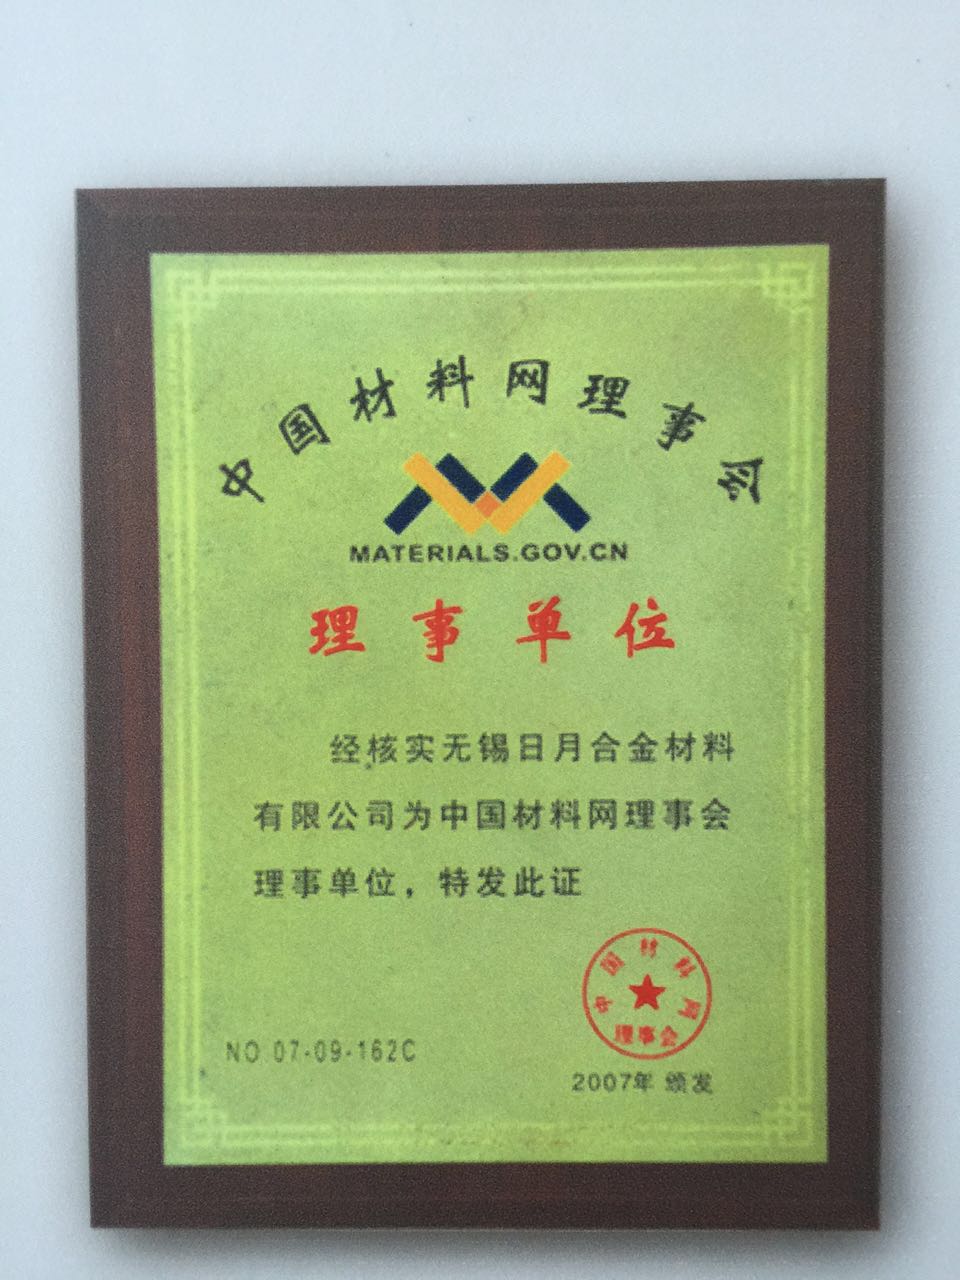 中国材料网理事会
MATERIALS.GOV.CN
理事单位
经核实无锡日月合金材料
有限公司为中国材料网理事会
理事单位，特发此证
中国材料网
理事会
NO 07-09-162C
2007年 颁发